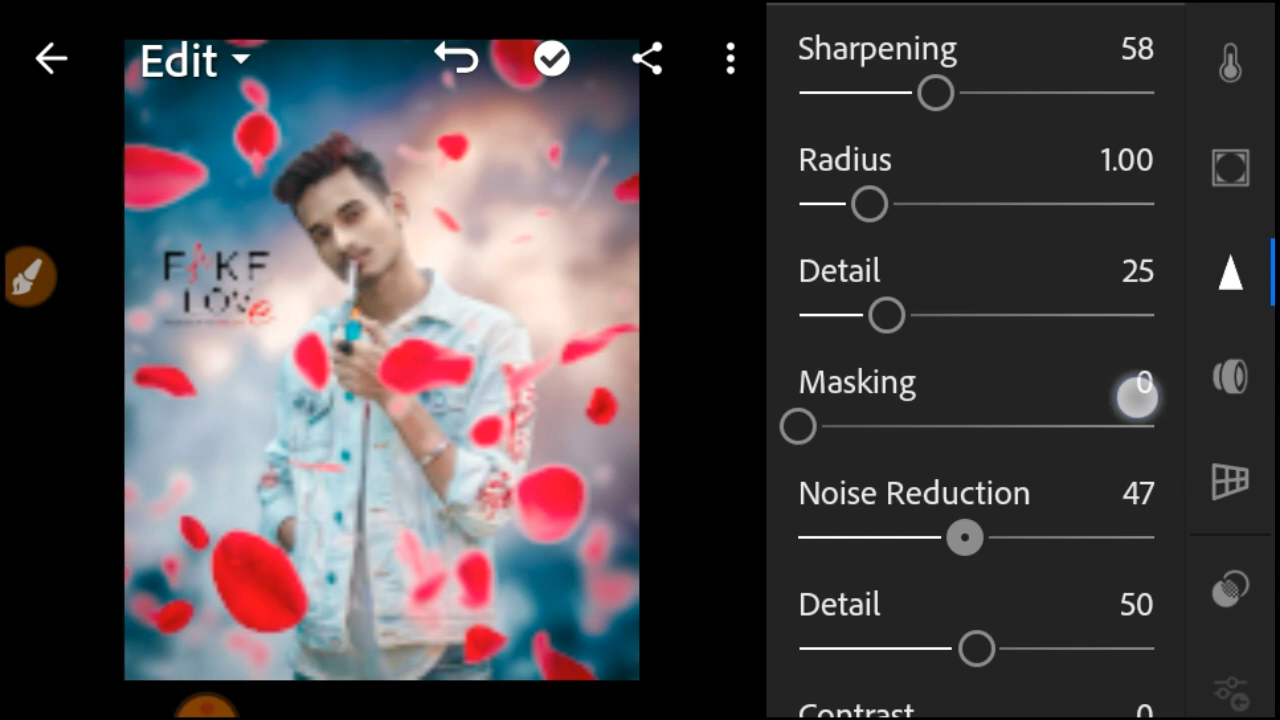 Edit
Sharpening 58
Radius 1.00
Detail 25
Masking 0
Noise Reduction 47
Detail 50
Contrast 0
FAKE
LOVe